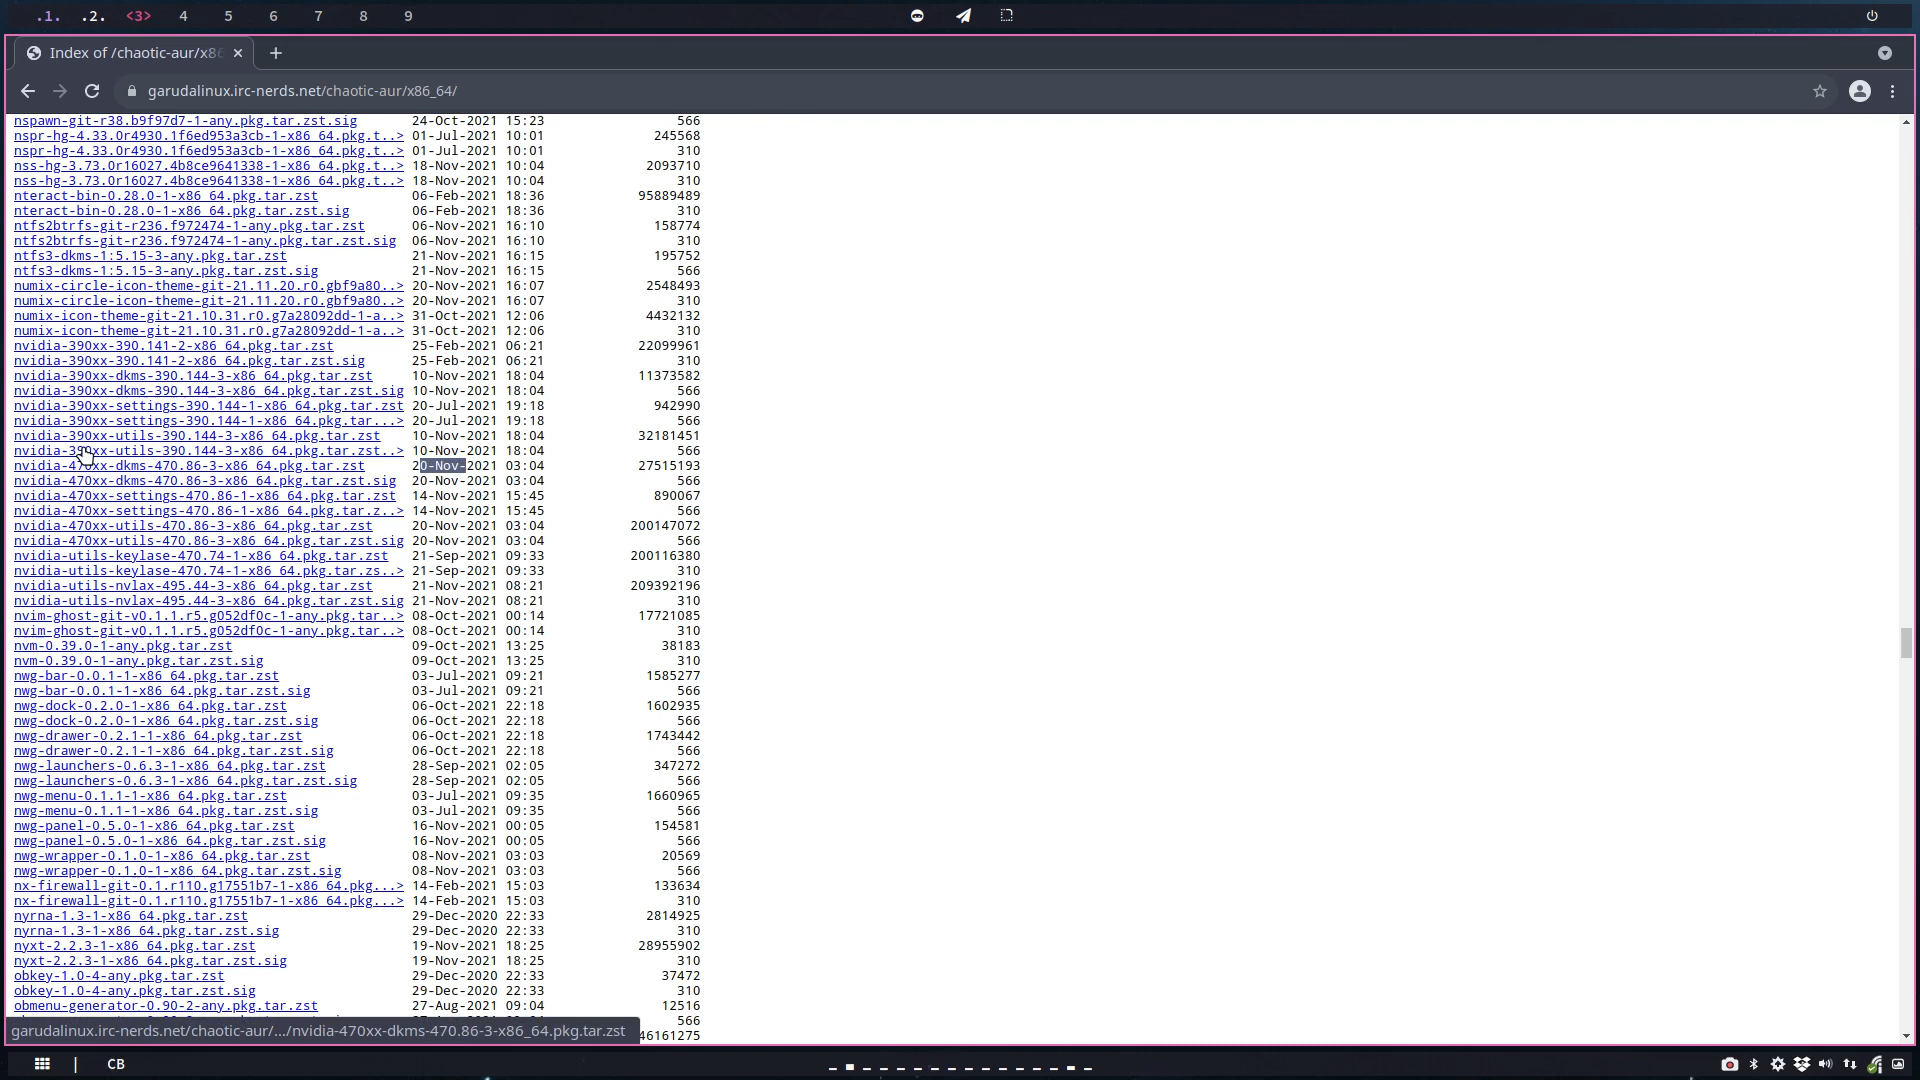 .1. .2. <3> 4 5 6 7 8 9
Index of /chaotic-aur/x86
garudalinux.irc-nerds.net/chaotic-aur/x86_64/
nspawn-git-r38.b9f97d7-1-any.pkg.tar.zst.sig 24-Oct-2021 15:23 566
nspr-hg-4.33.0r4930.1f6ed953a3cb-1-x86_64.pkg.t..> 01-Jul-2021 10:01 245568
nspr-hg-4.33.0r4930.1f6ed953a3cb-1-x86_64.pkg.t..> 01-Jul-2021 10:01 310
nss-hg-3.73.0r16027.4b8ce9641338-1-x86_64.pkg.t..> 18-Nov-2021 10:04 2093710
nss-hg-3.73.0r16027.4b8ce9641338-1-x86_64.pkg.t..> 18-Nov-2021 10:04 310
nteract-bin-0.28.0-1-x86_64.pkg.tar.zst 06-Feb-2021 18:36 95889489
nteract-bin-0.28.0-1-x86_64.pkg.tar.zst.sig 06-Feb-2021 18:36 310
ntfs2btrfs-git-r236.f972474-1-any.pkg.tar.zst 06-Nov-2021 16:10 158774
ntfs2btrfs-git-r236.f972474-1-any.pkg.tar.zst.sig 06-Nov-2021 16:10 310
ntfs3-dkms-1:5.15-3-any.pkg.tar.zst 21-Nov-2021 16:15 195752
ntfs3-dkms-1:5.15-3-any.pkg.tar.zst.sig 21-Nov-2021 16:15 566
numix-circle-icon-theme-git-21.11.20.r0.gbf9a80..> 20-Nov-2021 16:07 2548493
numix-circle-icon-theme-git-21.11.20.r0.gbf9a80..> 20-Nov-2021 16:07 310
numix-icon-theme-git-21.10.31.r0.g7a28092dd-1-a..> 31-Oct-2021 12:06 4432132
numix-icon-theme-git-21.10.31.r0.g7a28092dd-1-a..> 31-Oct-2021 12:06 310
nvidia-390xx-390.141-2-x86_64.pkg.tar.zst 25-Feb-2021 06:21 22099961
nvidia-390xx-390.141-2-x86_64.pkg.tar.zst.sig 25-Feb-2021 06:21 310
nvidia-390xx-dkms-390.144-3-x86_64.pkg.tar.zst 10-Nov-2021 18:04 11373582
nvidia-390xx-dkms-390.144-3-x86_64.pkg.tar.zst.sig 10-Nov-2021 18:04 566
nvidia-390xx-settings-390.144-1-x86_64.pkg.tar.zst 20-Jul-2021 19:18 942990
nvidia-390xx-settings-390.144-1-x86_64.pkg.tar...> 20-Jul-2021 19:18 566
nvidia-390xx-utils-390.144-3-x86_64.pkg.tar.zst 10-Nov-2021 18:04 32181451
nvidia-390xx-utils-390.144-3-x86_64.pkg.tar.zst..> 10-Nov-2021 18:04 566
nvidia-470xx-dkms-470.86-3-x86_64.pkg.tar.zst 20-Nov-2021 03:04 27515193
nvidia-470xx-dkms-470.86-3-x86_64.pkg.tar.zst.sig 20-Nov-2021 03:04 566
nvidia-470xx-settings-470.86-1-x86_64.pkg.tar.zst 14-Nov-2021 15:45 890067
nvidia-470xx-settings-470.86-1-x86_64.pkg.tar.z..> 14-Nov-2021 15:45 566
nvidia-470xx-utils-470.86-3-x86_64.pkg.tar.zst 20-Nov-2021 03:04 200147072
nvidia-470xx-utils-470.86-3-x86_64.pkg.tar.zst.sig 20-Nov-2021 03:04 566
nvidia-utils-keylase-470.74-1-x86_64.pkg.tar.zst 21-Sep-2021 09:33 200116380
nvidia-utils-keylase-470.74-1-x86_64.pkg.tar.zs..> 21-Sep-2021 09:33 310
nvidia-utils-nvlax-495.44-3-x86_64.pkg.tar.zst 21-Nov-2021 08:21 209392196
nvidia-utils-nvlax-495.44-3-x86_64.pkg.tar.zst.sig 21-Nov-2021 08:21 310
nvim-ghost-git-v0.1.1.r5.g052df0c-1-any.pkg.tar..> 08-Oct-2021 00:14 17721085
nvim-ghost-git-v0.1.1.r5.g052df0c-1-any.pkg.tar..> 08-Oct-2021 00:14 310
nvm-0.39.0-1-any.pkg.tar.zst 09-Oct-2021 13:25 38183
nvm-0.39.0-1-any.pkg.tar.zst.sig 09-Oct-2021 13:25 310
nwg-bar-0.0.1-1-x86_64.pkg.tar.zst 03-Jul-2021 09:21 1585277
nwg-bar-0.0.1-1-x86_64.pkg.tar.zst.sig 03-Jul-2021 09:21 566
nwg-dock-0.2.0-1-x86_64.pkg.tar.zst 06-Oct-2021 22:18 1602935
nwg-dock-0.2.0-1-x86_64.pkg.tar.zst.sig 06-Oct-2021 22:18 566
nwg-drawer-0.2.1-1-x86_64.pkg.tar.zst 06-Oct-2021 22:18 1743442
nwg-drawer-0.2.1-1-x86_64.pkg.tar.zst.sig 06-Oct-2021 22:18 566
nwg-launchers-0.6.3-1-x86_64.pkg.tar.zst 28-Sep-2021 02:05 347272
nwg-launchers-0.6.3-1-x86_64.pkg.tar.zst.sig 28-Sep-2021 02:05 566
nwg-menu-0.1.1-1-x86_64.pkg.tar.zst 03-Jul-2021 09:35 1660965
nwg-menu-0.1.1-1-x86_64.pkg.tar.zst.sig 03-Jul-2021 09:35 566
nwg-panel-0.5.0-1-x86_64.pkg.tar.zst 16-Nov-2021 00:05 154581
nwg-panel-0.5.0-1-x86_64.pkg.tar.zst.sig 16-Nov-2021 00:05 566
nwg-wrapper-0.1.0-1-x86_64.pkg.tar.zst 08-Nov-2021 03:03 20569
nwg-wrapper-0.1.0-1-x86_64.pkg.tar.zst.sig 08-Nov-2021 03:03 566
nx-firewall-git-0.1.r110.g17551b7-1-x86_64.pkg...> 14-Feb-2021 15:03 133634
nx-firewall-git-0.1.r110.g17551b7-1-x86_64.pkg...> 14-Feb-2021 15:03 310
nyrna-1.3-1-x86_64.pkg.tar.zst 29-Dec-2020 22:33 2814925
nyrna-1.3-1-x86_64.pkg.tar.zst.sig 29-Dec-2020 22:33 310
nyxt-2.2.3-1-x86_64.pkg.tar.zst 19-Nov-2021 18:25 28955902
nyxt-2.2.3-1-x86_64.pkg.tar.zst.sig 19-Nov-2021 18:25 310
obkey-1.0-4-any.pkg.tar.zst 29-Dec-2020 22:33 37472
obkey-1.0-4-any.pkg.tar.zst.sig 29-Dec-2020 22:33 310
obmenu-generator-0.90-2-any.pkg.tar.zst 27-Aug-2021 09:04 12516
566
garudalinux.irc-nerds.net/chaotic-aur/.../nvidia-470xx-dkms-470.86-3-x86_64.pkg.tar.zst 46161275
| CB